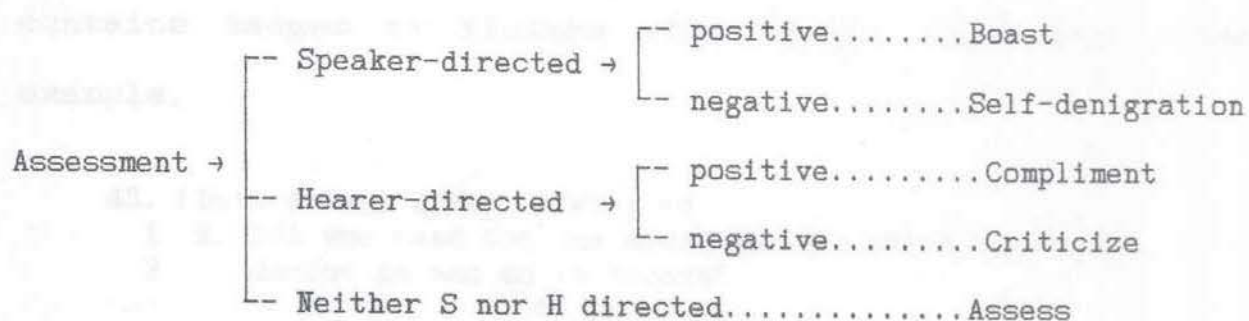 positive.......Boast
Speaker-directed →
negative........Self-denigration
Assessment →
positive.........Compliment
Hearer-directed →
negative.........Criticize
Neither S nor H directed..............Assess